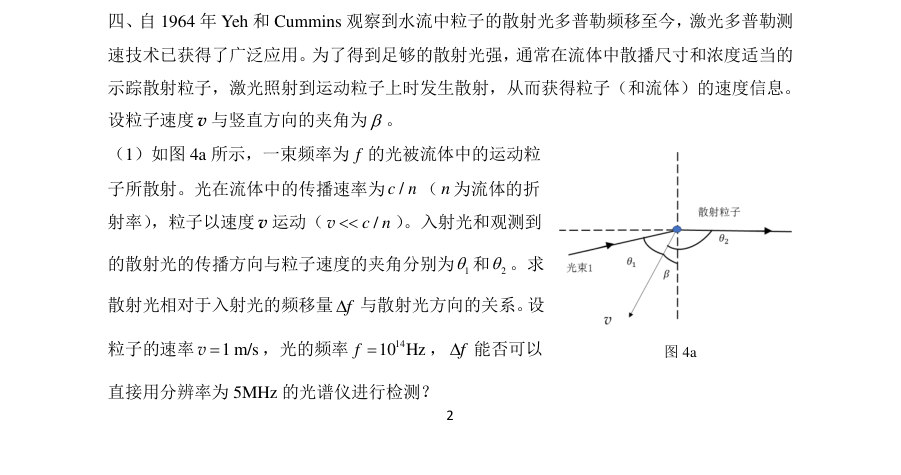 四、自 1964 年 Yeh 和 Cummins 观察到水流中粒子的散射光多普勒频移至今，激光多普勒测
速技术已获得了广泛应用。为了得到足够的散射光强，通常在流体中散播尺寸和浓度适当的
示踪散射粒子，激光照射到运动粒子上时发生散射，从而获得粒子（和流体）的速度信息。
设粒子速度 v 与竖直方向的夹角为 β 。
（1）如图 4a 所示，一束频率为 f 的光被流体中的运动粒
子所散射。光在流体中的传播速率为 c / n （ n 为流体的折
射率），粒子以速度 v 运动（ v << c / n ）。入射光和观测到
的散射光的传播方向与粒子速度的夹角分别为 θ₁ 和 θ₂ 。求
散射光相对于入射光的频移量 Δf 与散射光方向的关系。设
粒子的速率 v = 1 m/s ，光的频率 f = 10¹⁴Hz ， Δf 能否可以
直接用分辨率为 5MHz 的光谱仪进行检测？
散射粒子
θ₂
光束1
θ₁
β
v
图 4a
2